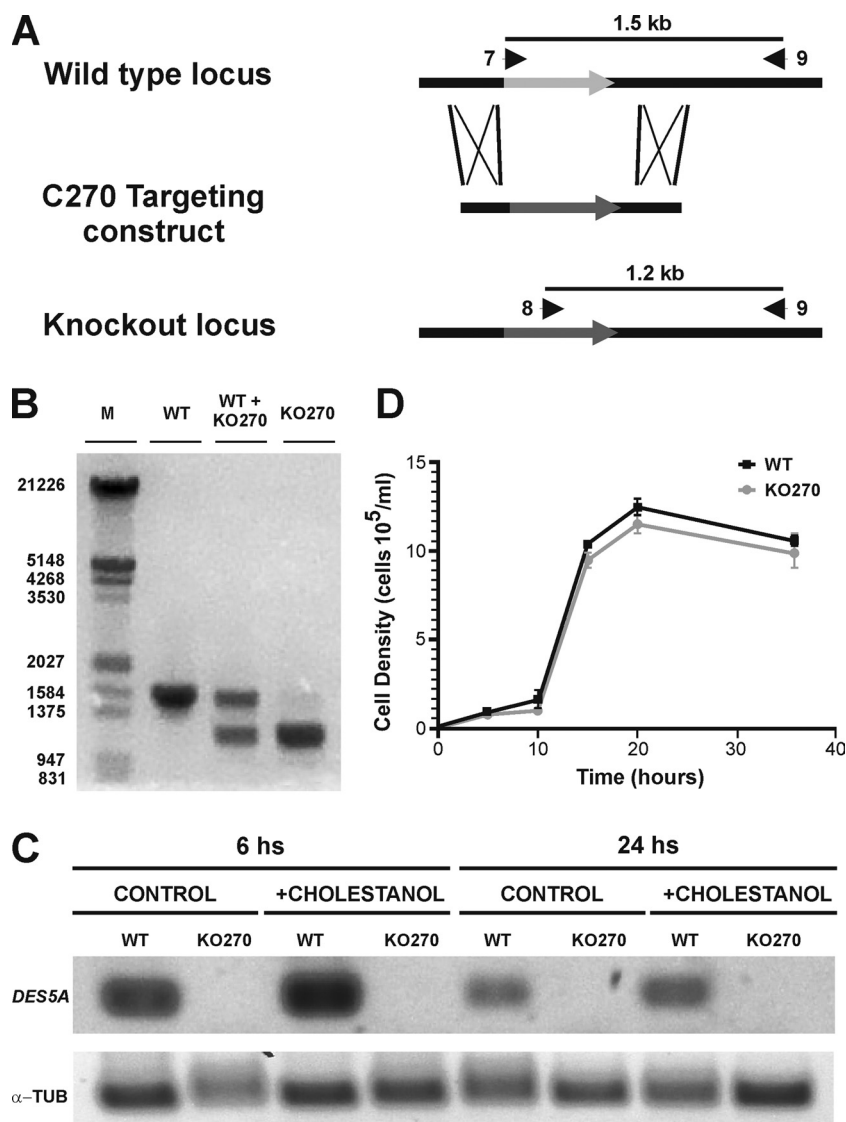 A
1.5 kb
7
9
Wild type locus
C270 Targeting
construct
1.2 kb
8
9
Knockout locus
B
M
WT
WT +
KO270
KO270
21226
5148
4268
3530
2027
1584
1375
947
831
D
WT
KO270
15
10
5
0
Cell Density (cells 10^5/ml)
0
10
20
30
40
Time (hours)
C
6 hs
24 hs
CONTROL
+CHOLESTANOL
CONTROL
+CHOLESTANOL
WT
KO270
WT
KO270
WT
KO270
WT
KO270
DES5A
α–TUB